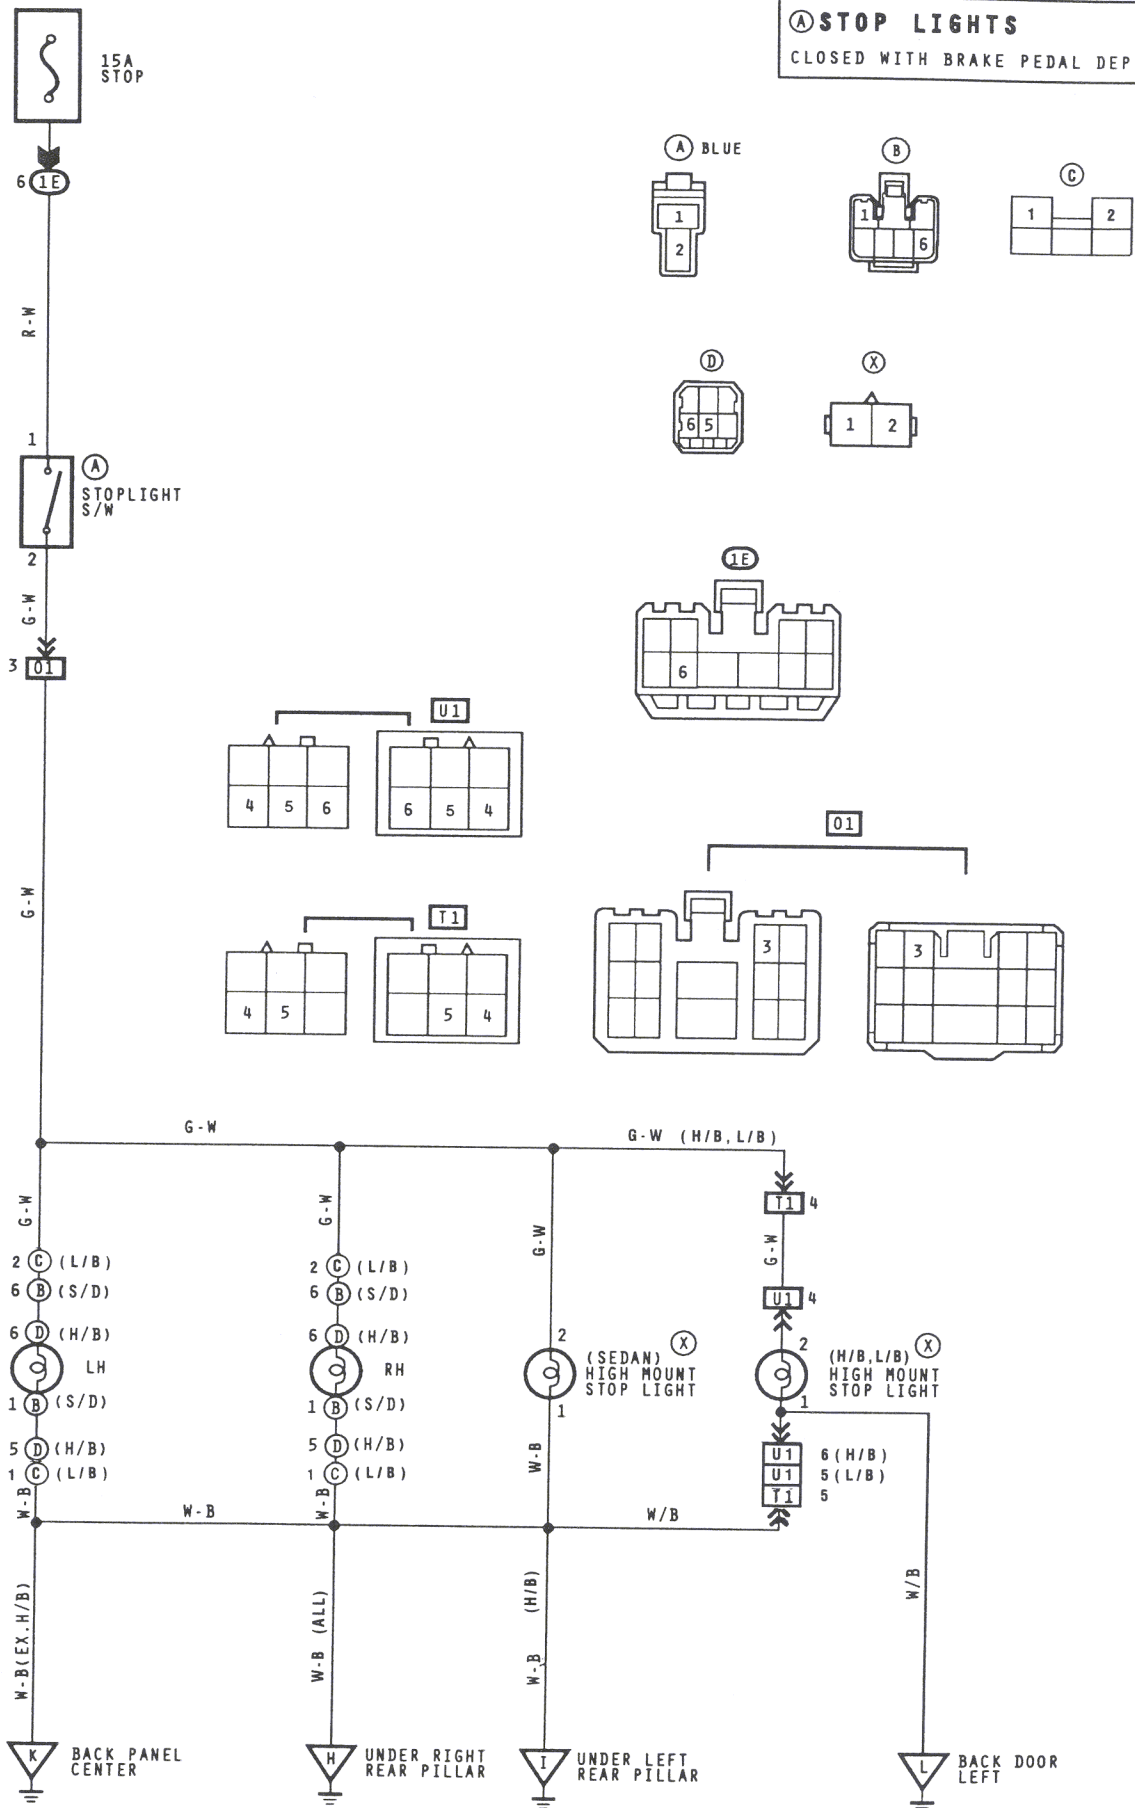 A STOP LIGHTS
CLOSED WITH BRAKE PEDAL DEP
15A
STOP
6 1E
R-W
1
A
STOPLIGHT
S/W
2
G-W
3 01
G-W
A BLUE
1
2
B
1
6
C
1 2
D
6 5
X
1 2
1E
6
U1
4 5 6
6 5 4
T1
4 5
5 4
01
3
3
G-W
G-W (H/B, L/B)
T1 4
G-W
U1 4
G-W
2 C (L/B)
6 B (S/D)
6 D (H/B)
LH
1 B (S/D)
5 D (H/B)
1 C (L/B)
W-B
G-W
2 C (L/B)
6 B (S/D)
6 D (H/B)
RH
1 B (S/D)
5 D (H/B)
1 C (L/B)
W-B
G-W
2
X
(SEDAN)
HIGH MOUNT
STOP LIGHT
1
W-B
2
X
(H/B,L/B)
HIGH MOUNT
STOP LIGHT
1
U1 6(H/B)
U1 5(L/B)
T1 5
W-B
W/B
W-B(EX.H/B)
W-B (ALL)
W-B (H/B)
W/B
K
BACK PANEL
CENTER
H
UNDER RIGHT
REAR PILLAR
I
UNDER LEFT
REAR PILLAR
L
BACK DOOR
LEFT